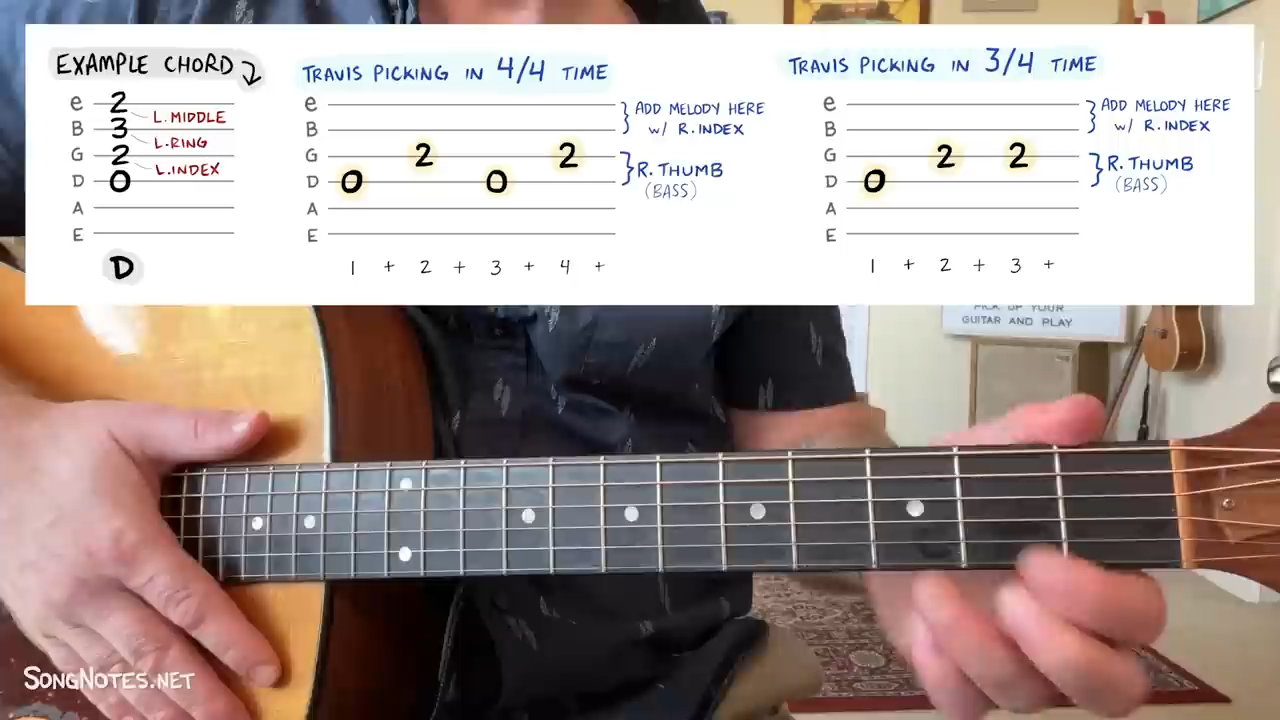 EXAMPLE CHORD
e 2
L.MIDDLE
B 3
L.RING
G 2
L.INDEX
D 0
A
E
D
TRAVIS PICKING IN 4/4 TIME
e
B
G 2 2
D 0 0
A
E
1 + 2 + 3 + 4 +
ADD MELODY HERE
w/ R.INDEX
R.THUMB
(BASS)
TRAVIS PICKING IN 3/4 TIME
e
B
G 2 2
D 0
A
E
1 + 2 + 3 +
ADD MELODY HERE
w/ R.INDEX
R.THUMB
(BASS)
PICK UP YOUR
GUITAR AND PLAY
SONGNOTES.NET